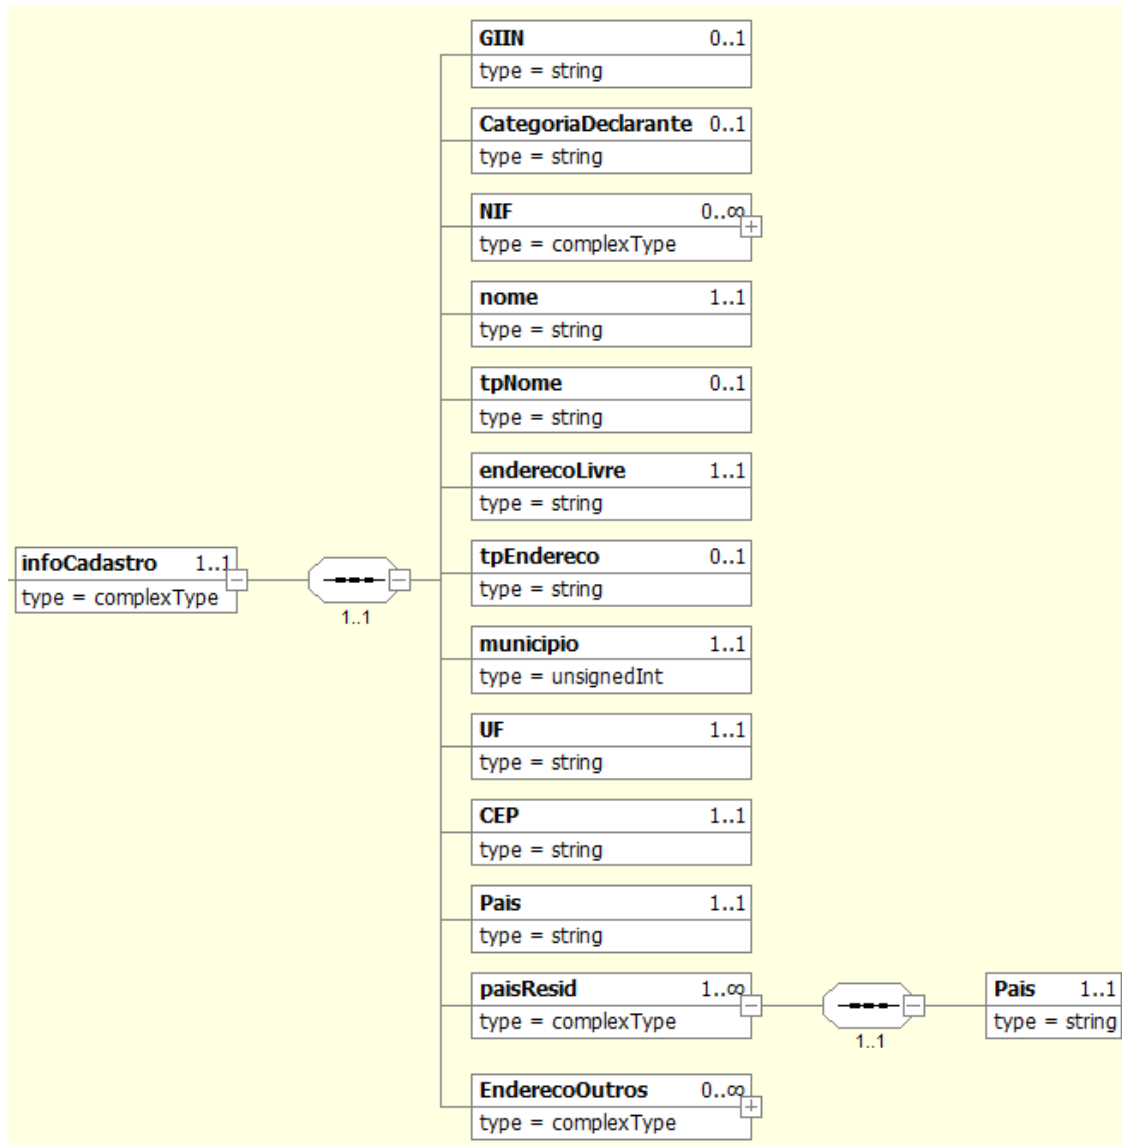 GIIN 0..1
type = string
CategoriaDeclarante 0..1
type = string
NIF 0..∞
type = complexType
nome 1..1
type = string
tpNome 0..1
type = string
enderecoLivre 1..1
type = string
infoCadastro 1..1
type = complexType
1..1
tpEndereco 0..1
type = string
municipio 1..1
type = unsignedInt
UF 1..1
type = string
CEP 1..1
type = string
Pais 1..1
type = string
paisResid 1..∞
type = complexType
1..1
Pais 1..1
type = string
EnderecoOutros 0..∞
type = complexType